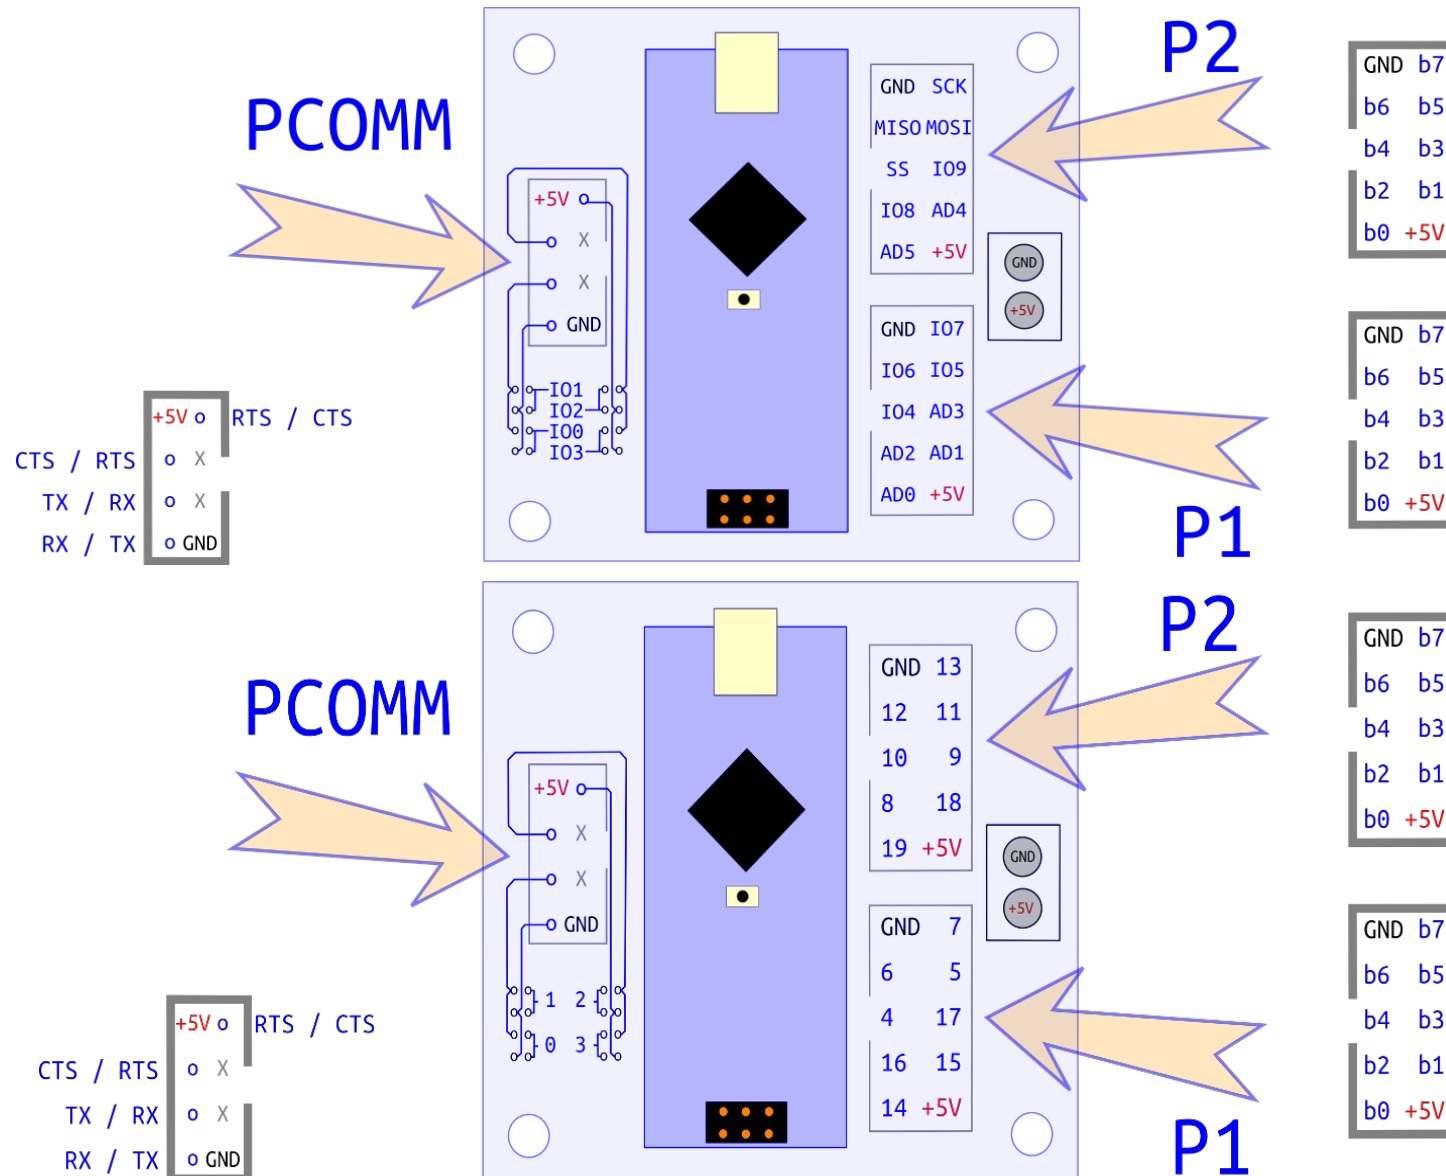 P2
GND b7
GND SCK
PCOMM
b6 b5
MISO MOSI
b4 b3
SS IO9
b2 b1
+5V
IO8 AD4
b0 +5V
X
AD5 +5V
GND
X
+5V
GND
GND IO7
GND b7
IO6 IO5
b6 b5
IO1
IO4 AD3
b4 b3
IO2
+5V RTS / CTS
IO0
AD2 AD1
b2 b1
IO3
CTS / RTS X
AD0 +5V
b0 +5V
TX / RX X
P1
RX / TX GND
P2
GND b7
GND 13
b6 b5
PCOMM
12 11
b4 b3
10 9
b2 b1
+5V
8 18
b0 +5V
X
19 +5V
GND
X
+5V
GND
GND 7
GND b7
6 5
b6 b5
1 2
4 17
b4 b3
+5V RTS / CTS
0 3
16 15
b2 b1
CTS / RTS X
14 +5V
b0 +5V
TX / RX X
P1
RX / TX GND